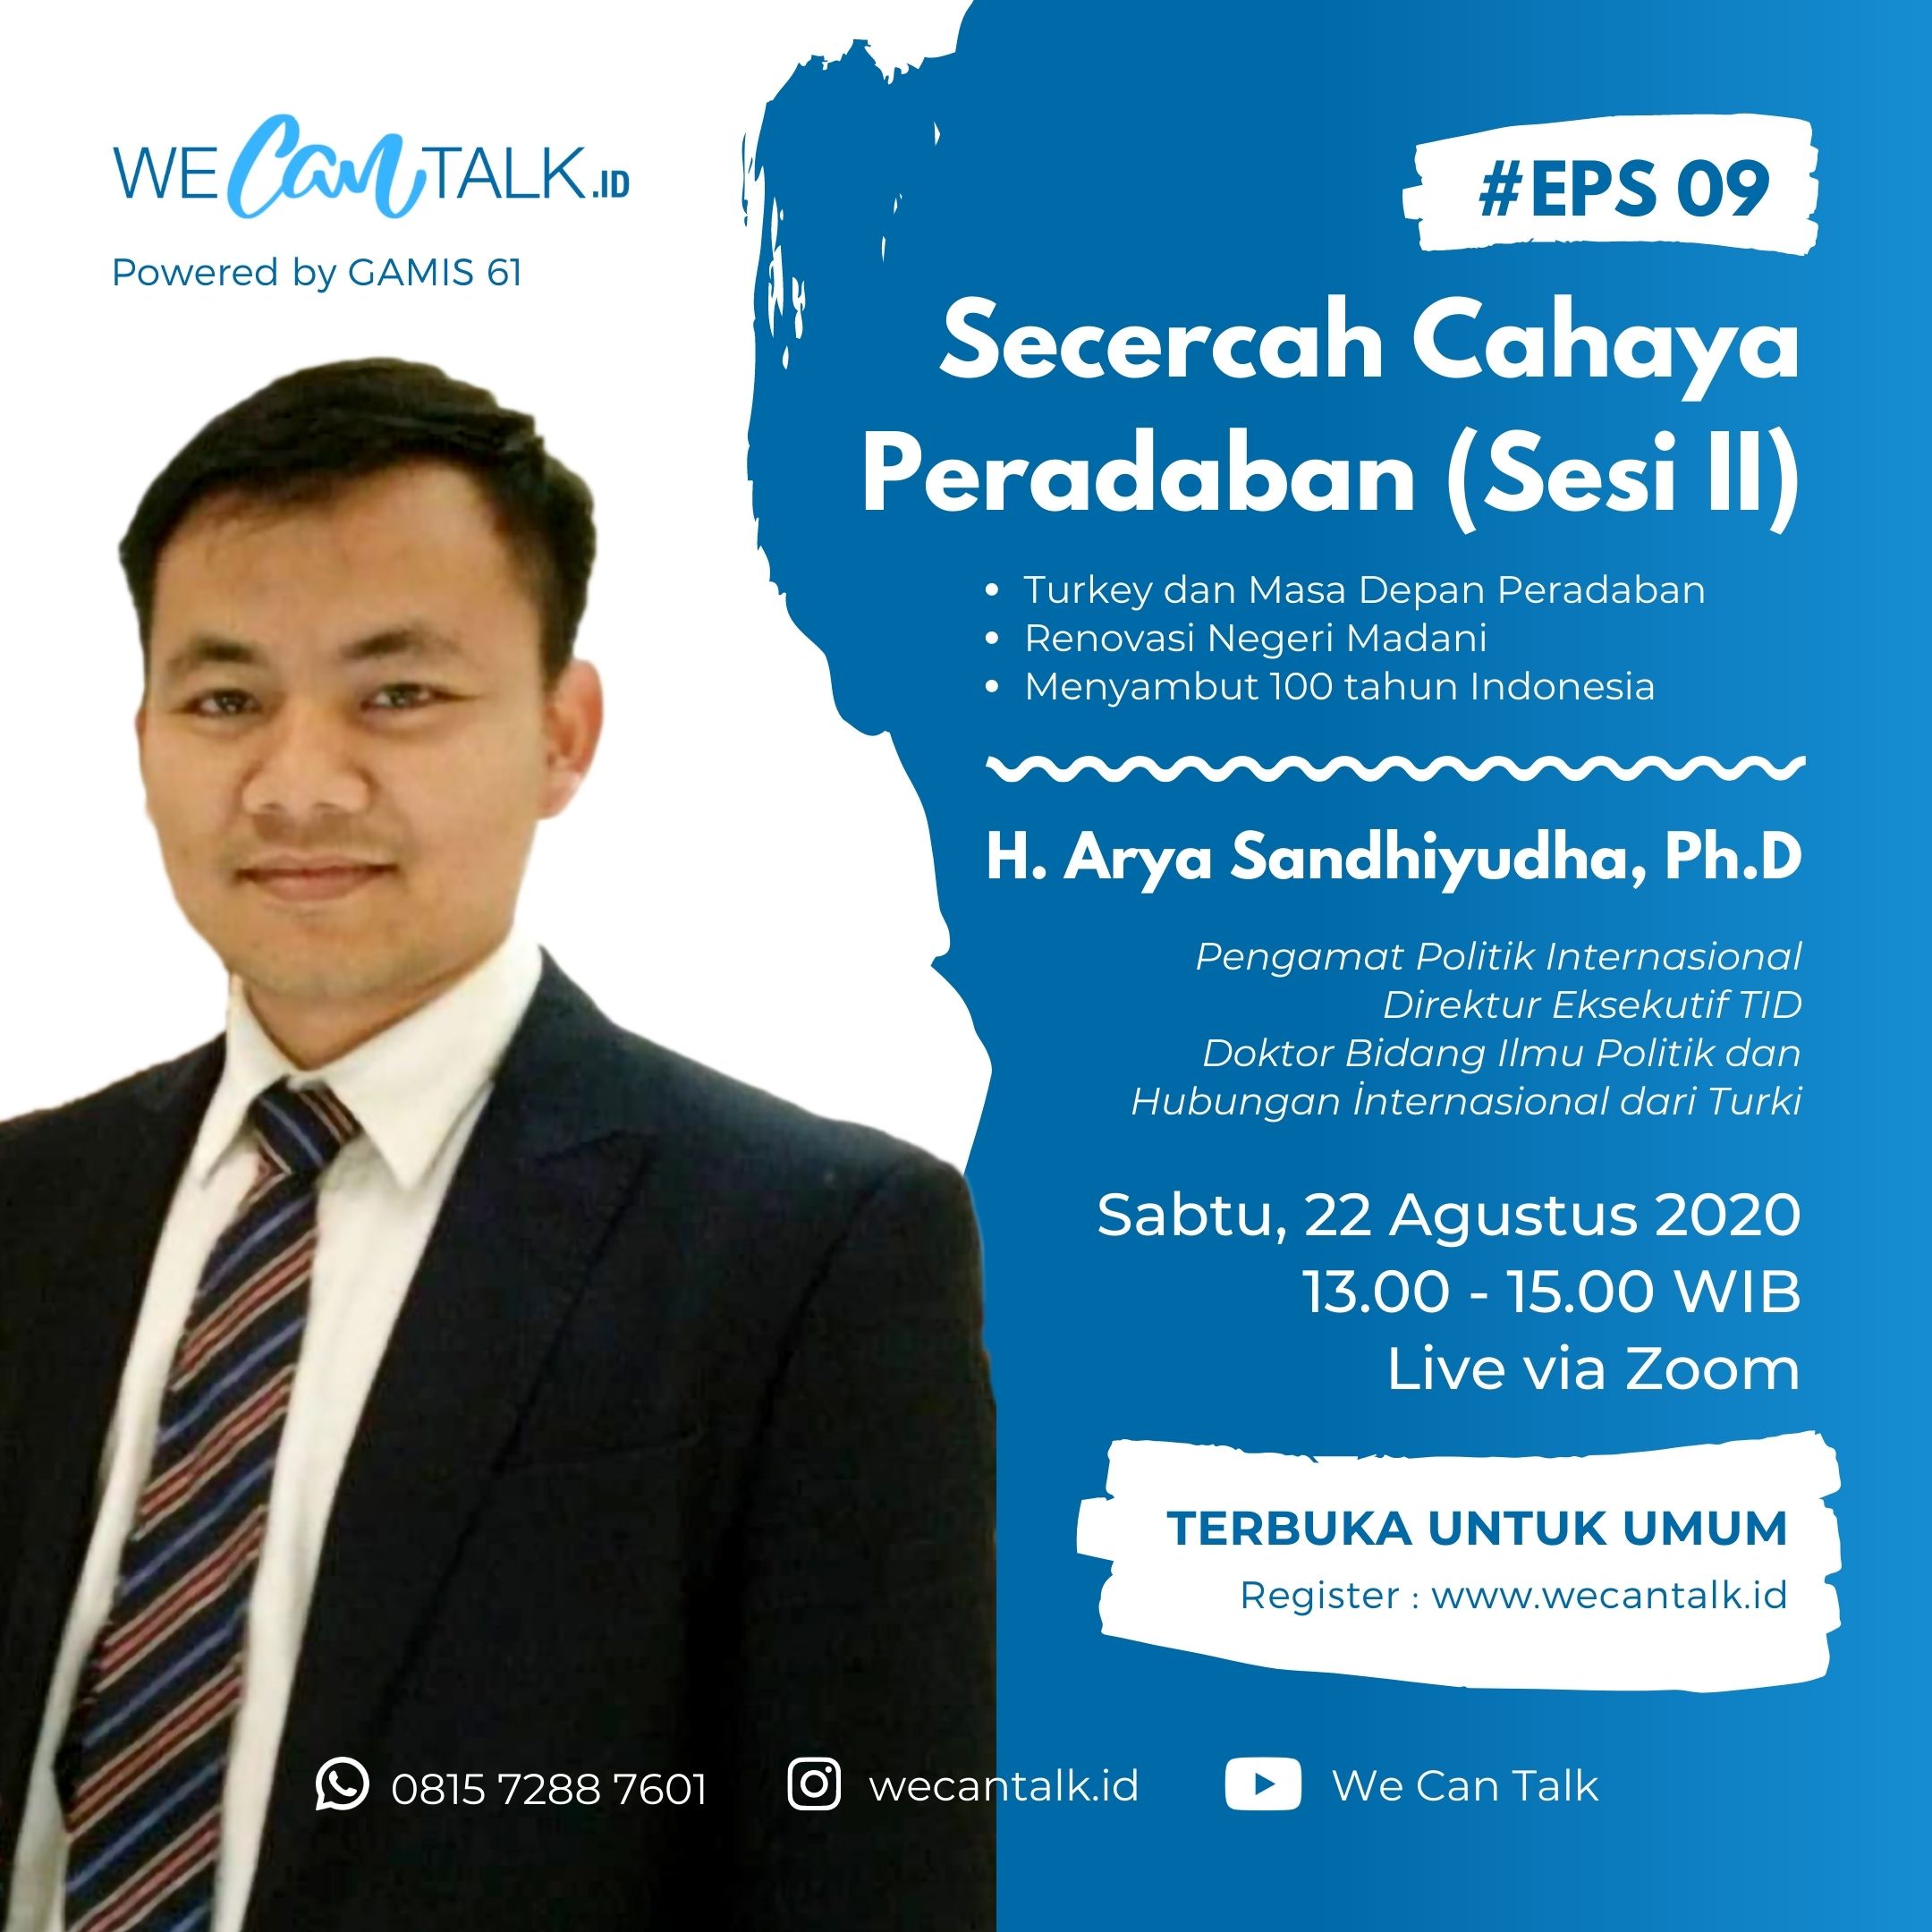 WE Can TALK.ID
Powered by GAMIS 61
#EPS 09
Secercah Cahaya
Peradaban (Sesi II)
• Turkey dan Masa Depan Peradaban
• Renovasi Negeri Madani
• Menyambut 100 tahun Indonesia
H. Arya Sandhiyudha, Ph.D
Pengamat Politik Internasional
Direktur Eksekutif TID
Doktor Bidang Ilmu Politik dan
Hubungan İnternasional dari Turki
Sabtu, 22 Agustus 2020
13.00 - 15.00 WIB
Live via Zoom
TERBUKA UNTUK UMUM
Register : www.wecantalk.id
0815 7288 7601
wecantalk.id
We Can Talk